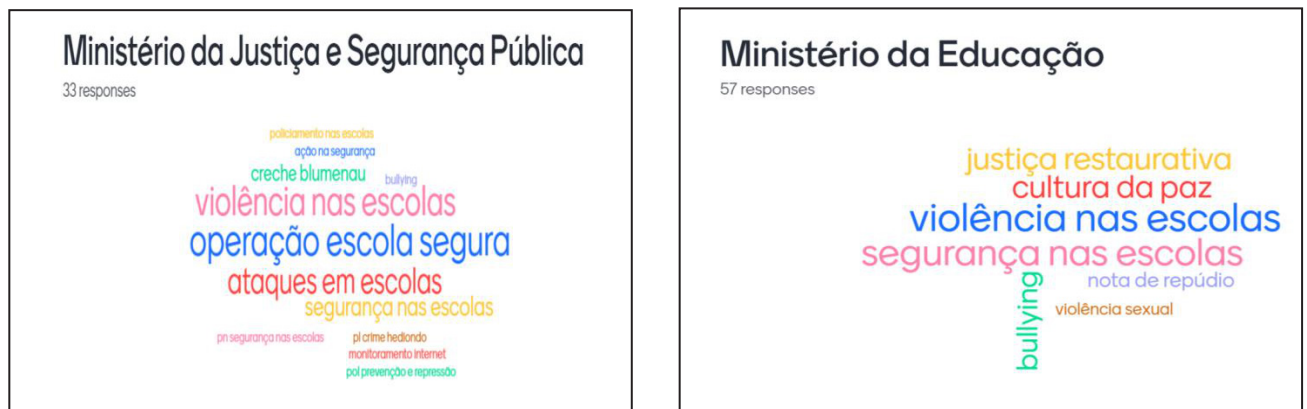 Ministério da Justiça e Segurança Pública
33 responses
policiamento nas escolas
ação na segurança
creche blumenau
bullying
violência nas escolas
operação escola segura
ataques em escolas
segurança nas escolas
pn segurança nas escolas
pl crime hediondo
monitoramento internet
pol prevenção e repressão
Ministério da Educação
57 responses
justiça restaurativa
cultura da paz
violência nas escolas
segurança nas escolas
nota de repúdio
violência sexual
bullying